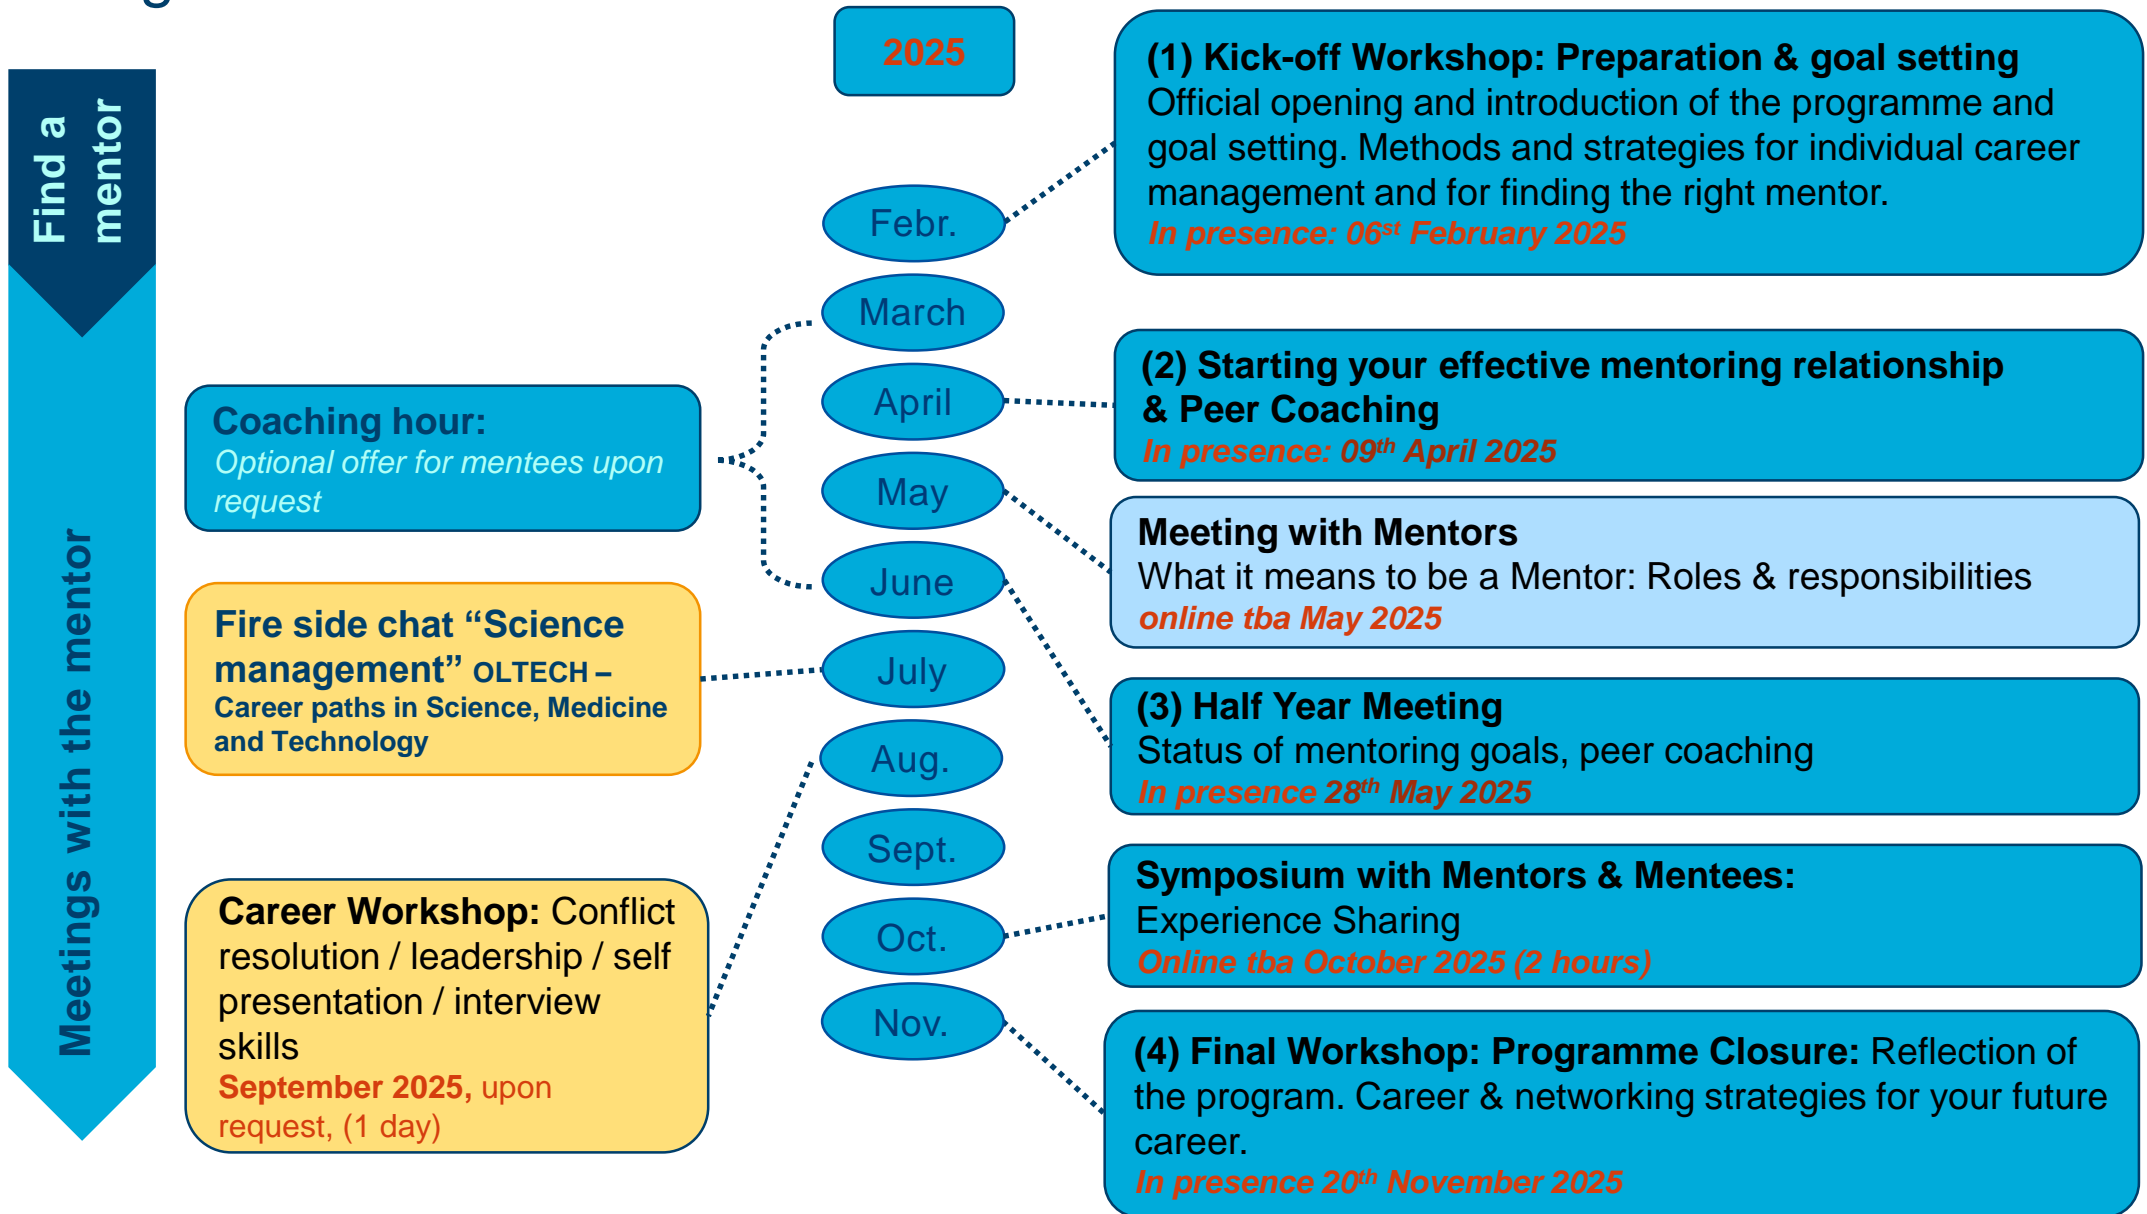 2025
Find a
mentor
Meetings with the mentor
Coaching hour:
Optional offer for mentees upon
request
Fire side chat “Science
management” OLTECH –
Career paths in Science, Medicine
and Technology
Career Workshop: Conflict
resolution / leadership / self
presentation / interview
skills
September 2025, upon
request, (1 day)
Febr.
March
April
May
June
July
Aug.
Sept.
Oct.
Nov.
(1) Kick-off Workshop: Preparation & goal setting
Official opening and introduction of the programme and
goal setting. Methods and strategies for individual career
management and for finding the right mentor.
In presence: 06st February 2025
(2) Starting your effective mentoring relationship
& Peer Coaching
In presence: 09th April 2025
Meeting with Mentors
What it means to be a Mentor: Roles & responsibilities
online tba May 2025
(3) Half Year Meeting
Status of mentoring goals, peer coaching
In presence 28th May 2025
Symposium with Mentors & Mentees:
Experience Sharing
Online tba October 2025 (2 hours)
(4) Final Workshop: Programme Closure: Reflection of
the program. Career & networking strategies for your future
career.
In presence 20th November 2025